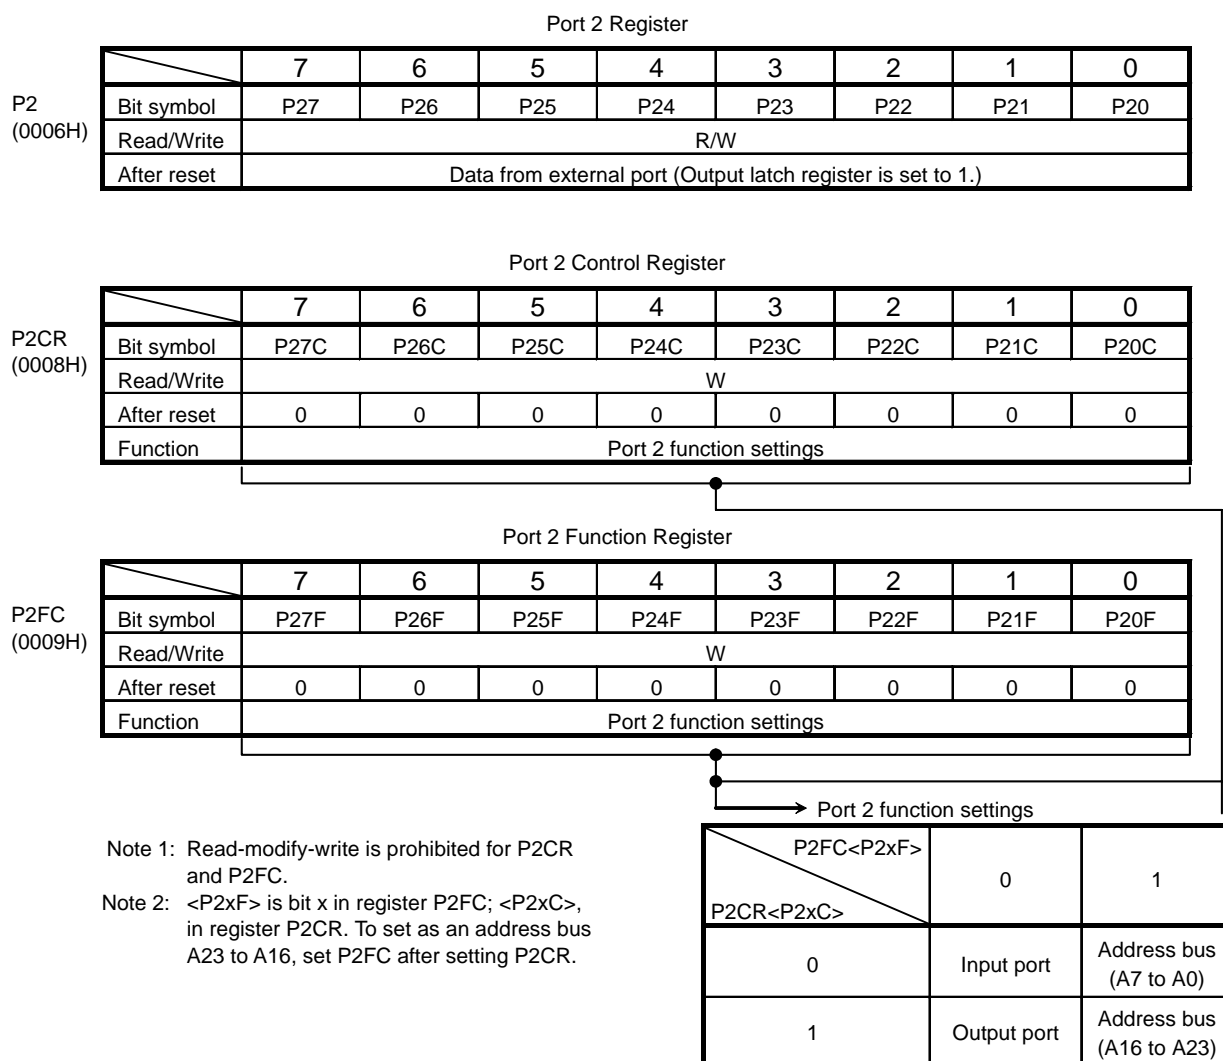 Port 2 Register
7 6 5 4 3 2 1 0
P2
(0006H)
Bit symbol P27 P26 P25 P24 P23 P22 P21 P20
Read/Write R/W
After reset Data from external port (Output latch register is set to 1.)
Port 2 Control Register
7 6 5 4 3 2 1 0
P2CR
(0008H)
Bit symbol P27C P26C P25C P24C P23C P22C P21C P20C
Read/Write W
After reset 0 0 0 0 0 0 0 0
Function Port 2 function settings
Port 2 Function Register
7 6 5 4 3 2 1 0
P2FC
(0009H)
Bit symbol P27F P26F P25F P24F P23F P22F P21F P20F
Read/Write W
After reset 0 0 0 0 0 0 0 0
Function Port 2 function settings
Note 1: Read-modify-write is prohibited for P2CR
and P2FC.
Note 2: <P2xF> is bit x in register P2FC; <P2xC>,
in register P2CR. To set as an address bus
A23 to A16, set P2FC after setting P2CR.
Port 2 function settings
P2FC<P2xF> 0 1
P2CR<P2xC>
0 Input port Address bus
(A7 to A0)
1 Output port Address bus
(A16 to A23)